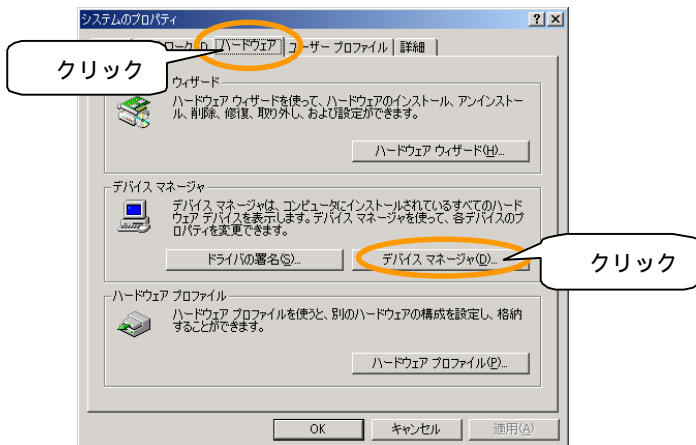 システムのプロパティ
ワーク ID ハードウェア ユーザー プロファイル 詳細
クリック
ウィザード
ハードウェア ウィザードを使って、ハードウェアのインストール、アンインストー
ル、削除、修復、取り外し、および設定ができます。
ハードウェア ウィザード(H)...
デバイス マネージャ
デバイス マネージャは、コンピュータにインストールされているすべてのハード
ウェア デバイスを表示します。デバイス マネージャを使って、各デバイスのプ
ロパティを変更できます。
ドライバの署名(S)... デバイス マネージャ(D)...
クリック
ハードウェア プロファイル
ハードウェア プロファイルを使うと、別のハードウェアの構成を設定し、格納
することができます。
ハードウェア プロファイル(P)...
OK キャンセル 適用(A)